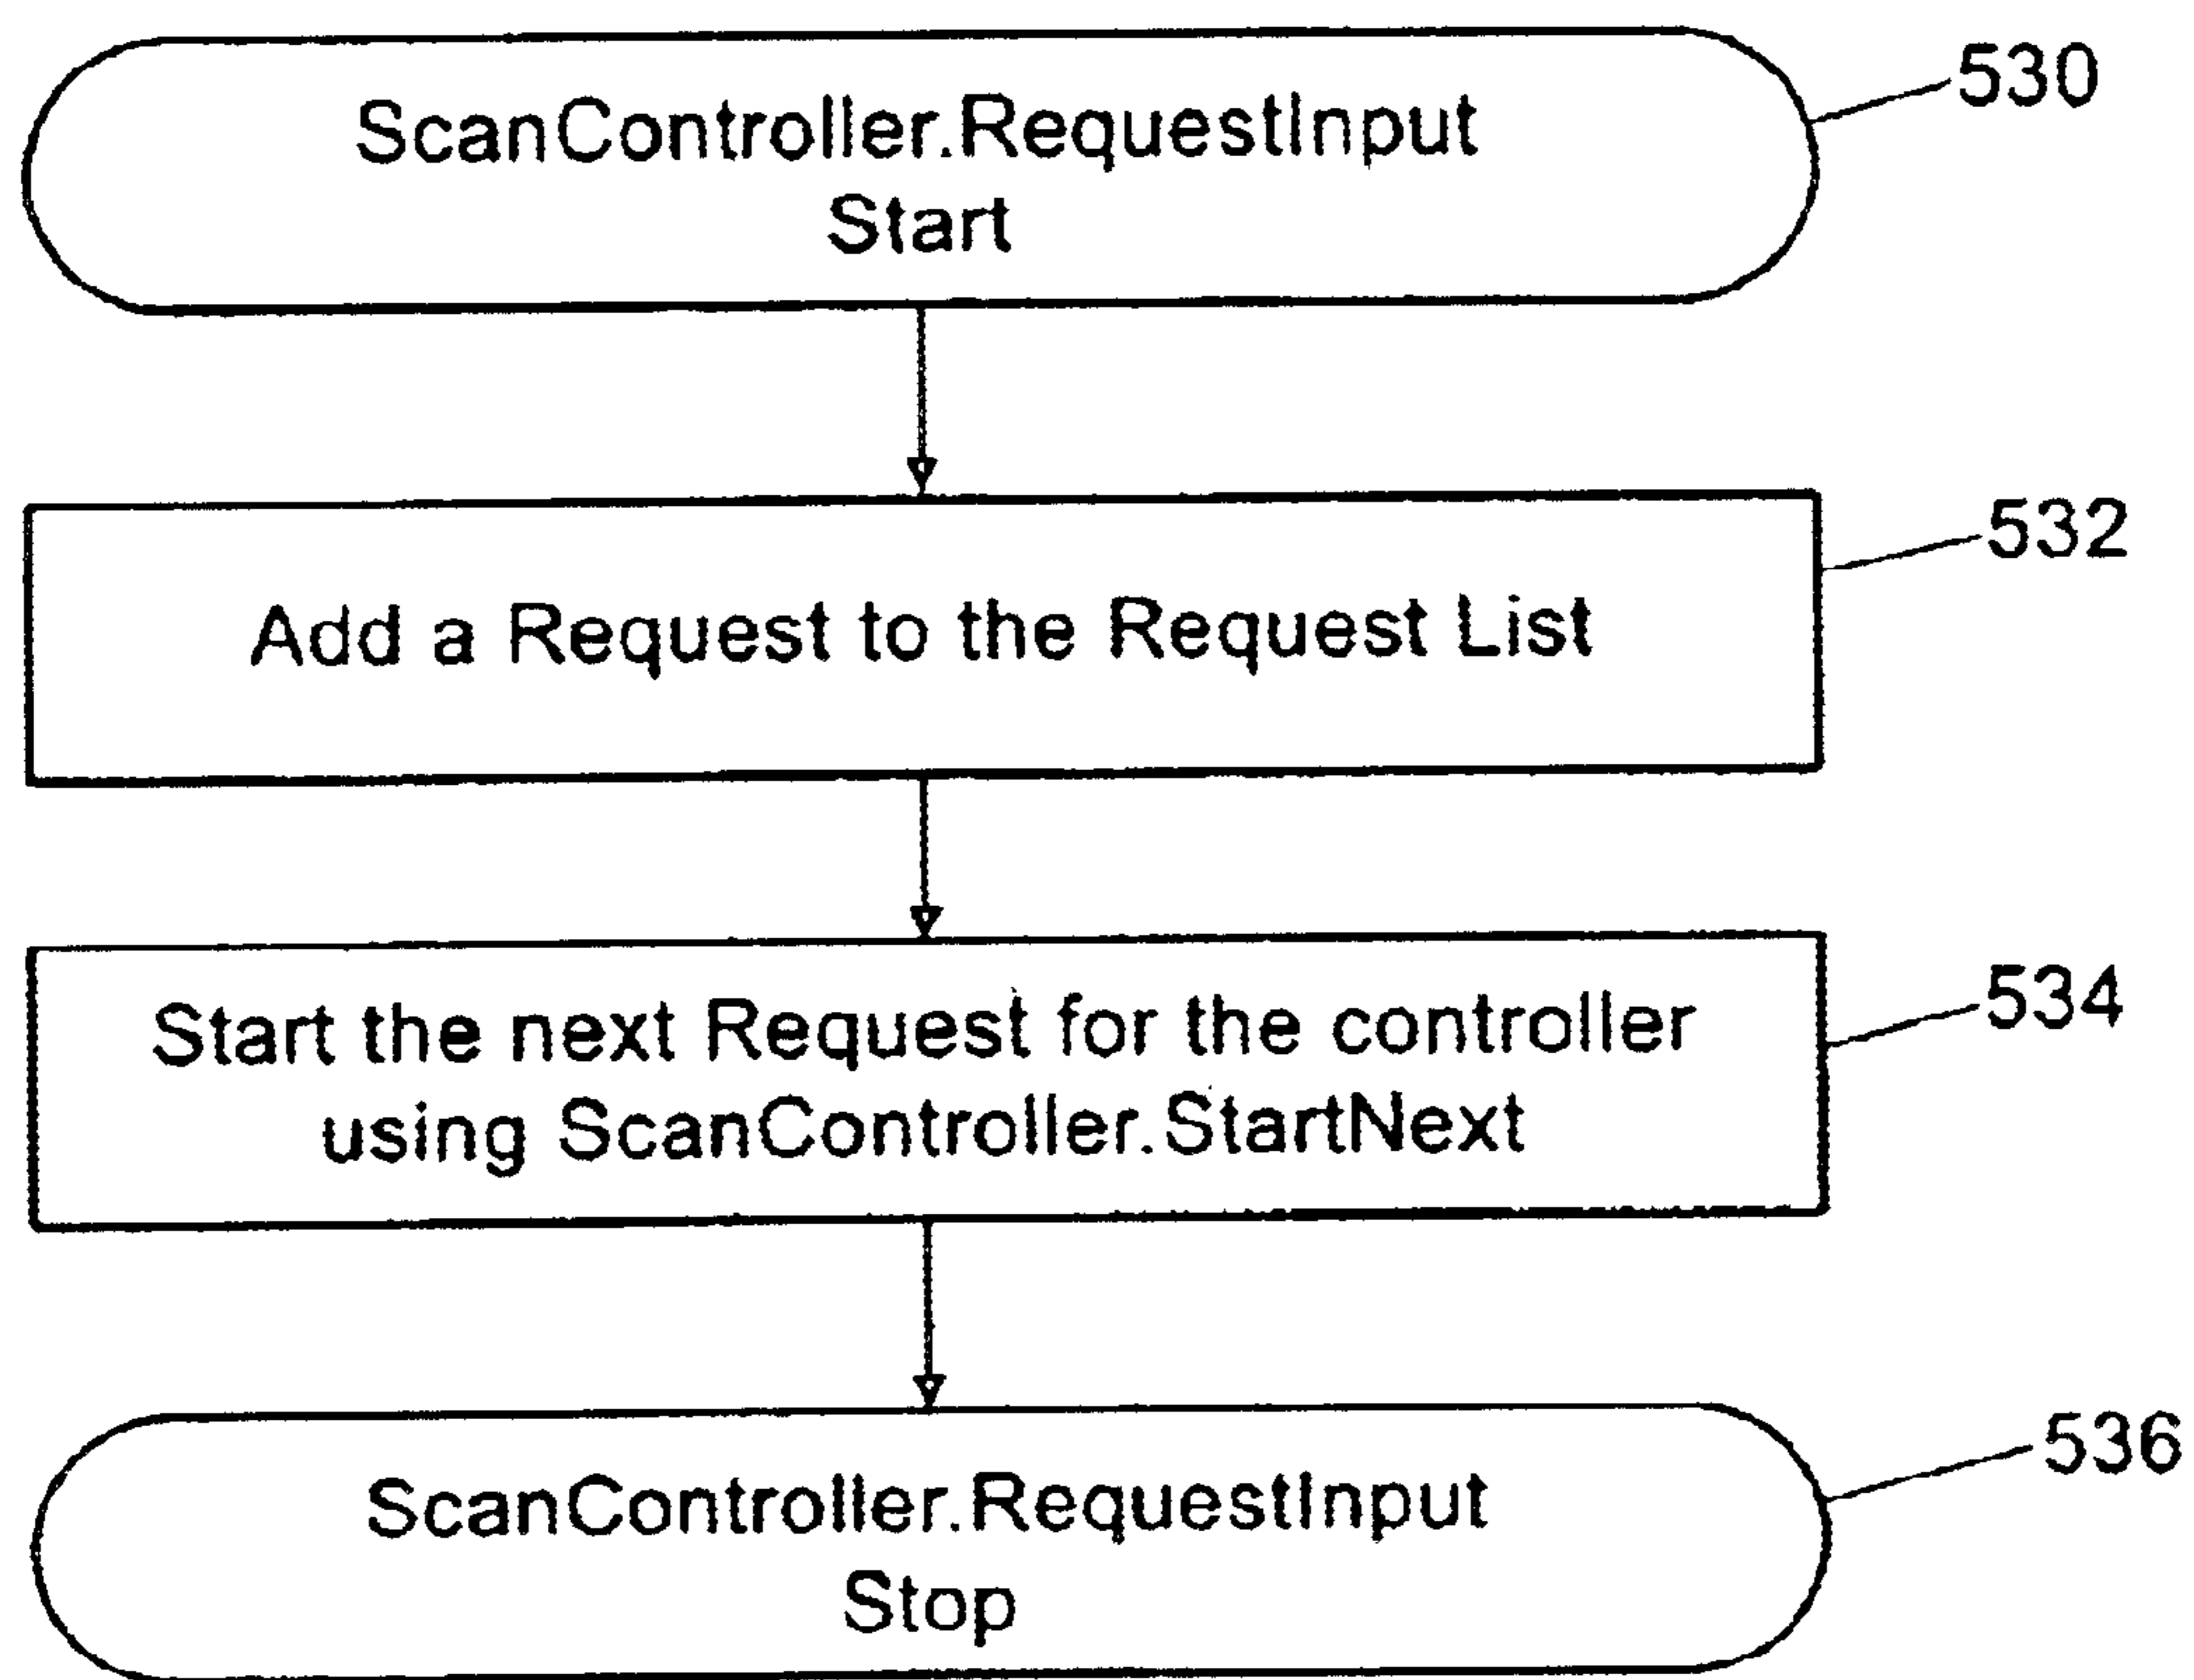 ScanController.RequestInput
Start
530
Add a Request to the Request List
532
Start the next Request for the controller
using ScanController.StartNext
534
ScanController.RequestInput
Stop
536